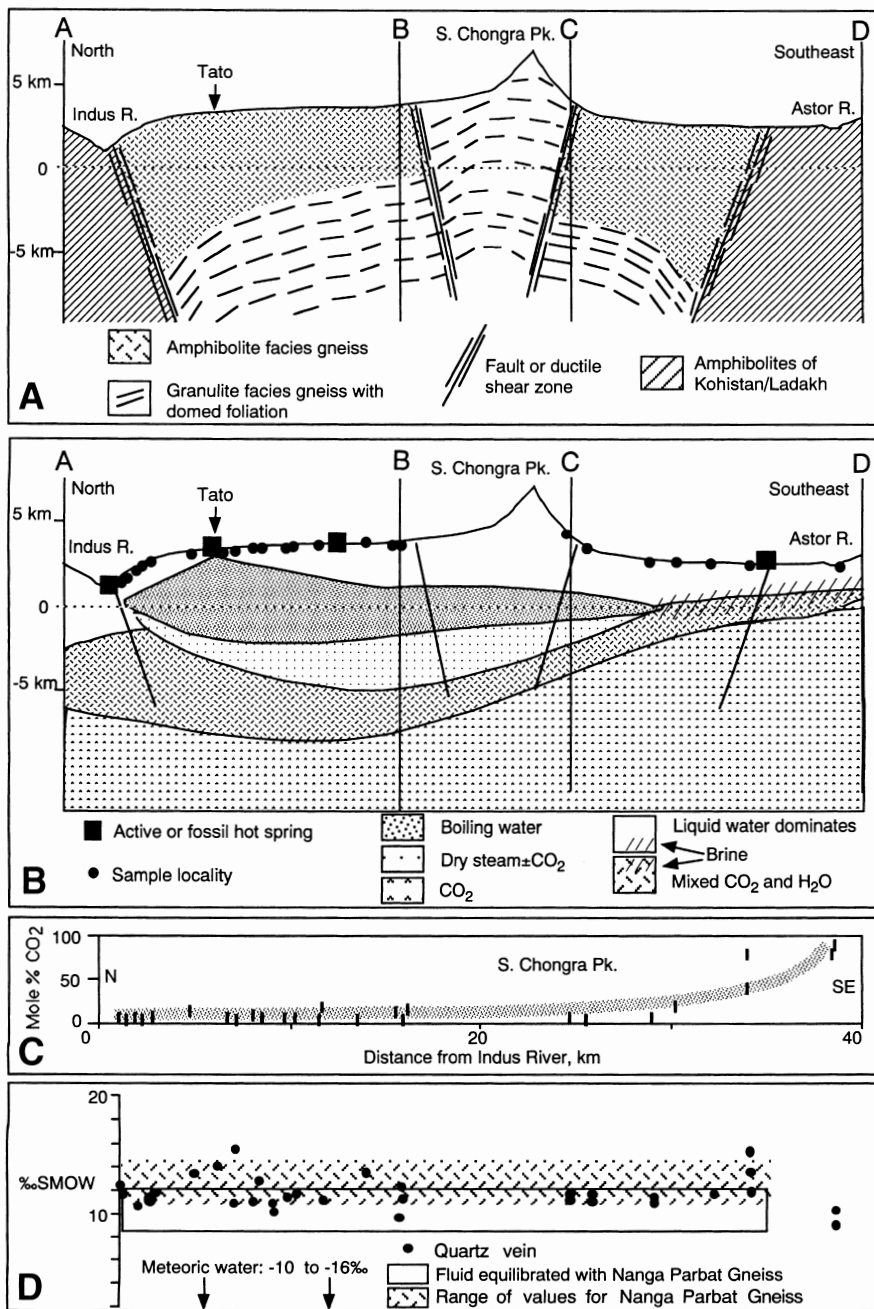 A B S. Chongra Pk. C D
North Southeast
Tato
5 km
Indus R. Astor R.
0
-5 km
Amphibolite facies gneiss
Granulite facies gneiss with domed foliation
Fault or ductile shear zone
Amphibolites of Kohistan/Ladakh
A
A B C D
S. Chongra Pk.
North Southeast
Tato
5 km
Indus R. Astor R.
0
-5 km
Active or fossil hot spring
Sample locality
Boiling water
Dry steam±CO2
CO2
Liquid water dominates
Brine
Mixed CO2 and H2O
B
Mole % CO2
100
50
0
N S. Chongra Pk. SE
0 20 40
Distance from Indus River, km
C
20
‰SMOW
10
Meteoric water: -10 to -16‰
Quartz vein
Fluid equilibrated with Nanga Parbat Gneiss
Range of values for Nanga Parbat Gneiss
D